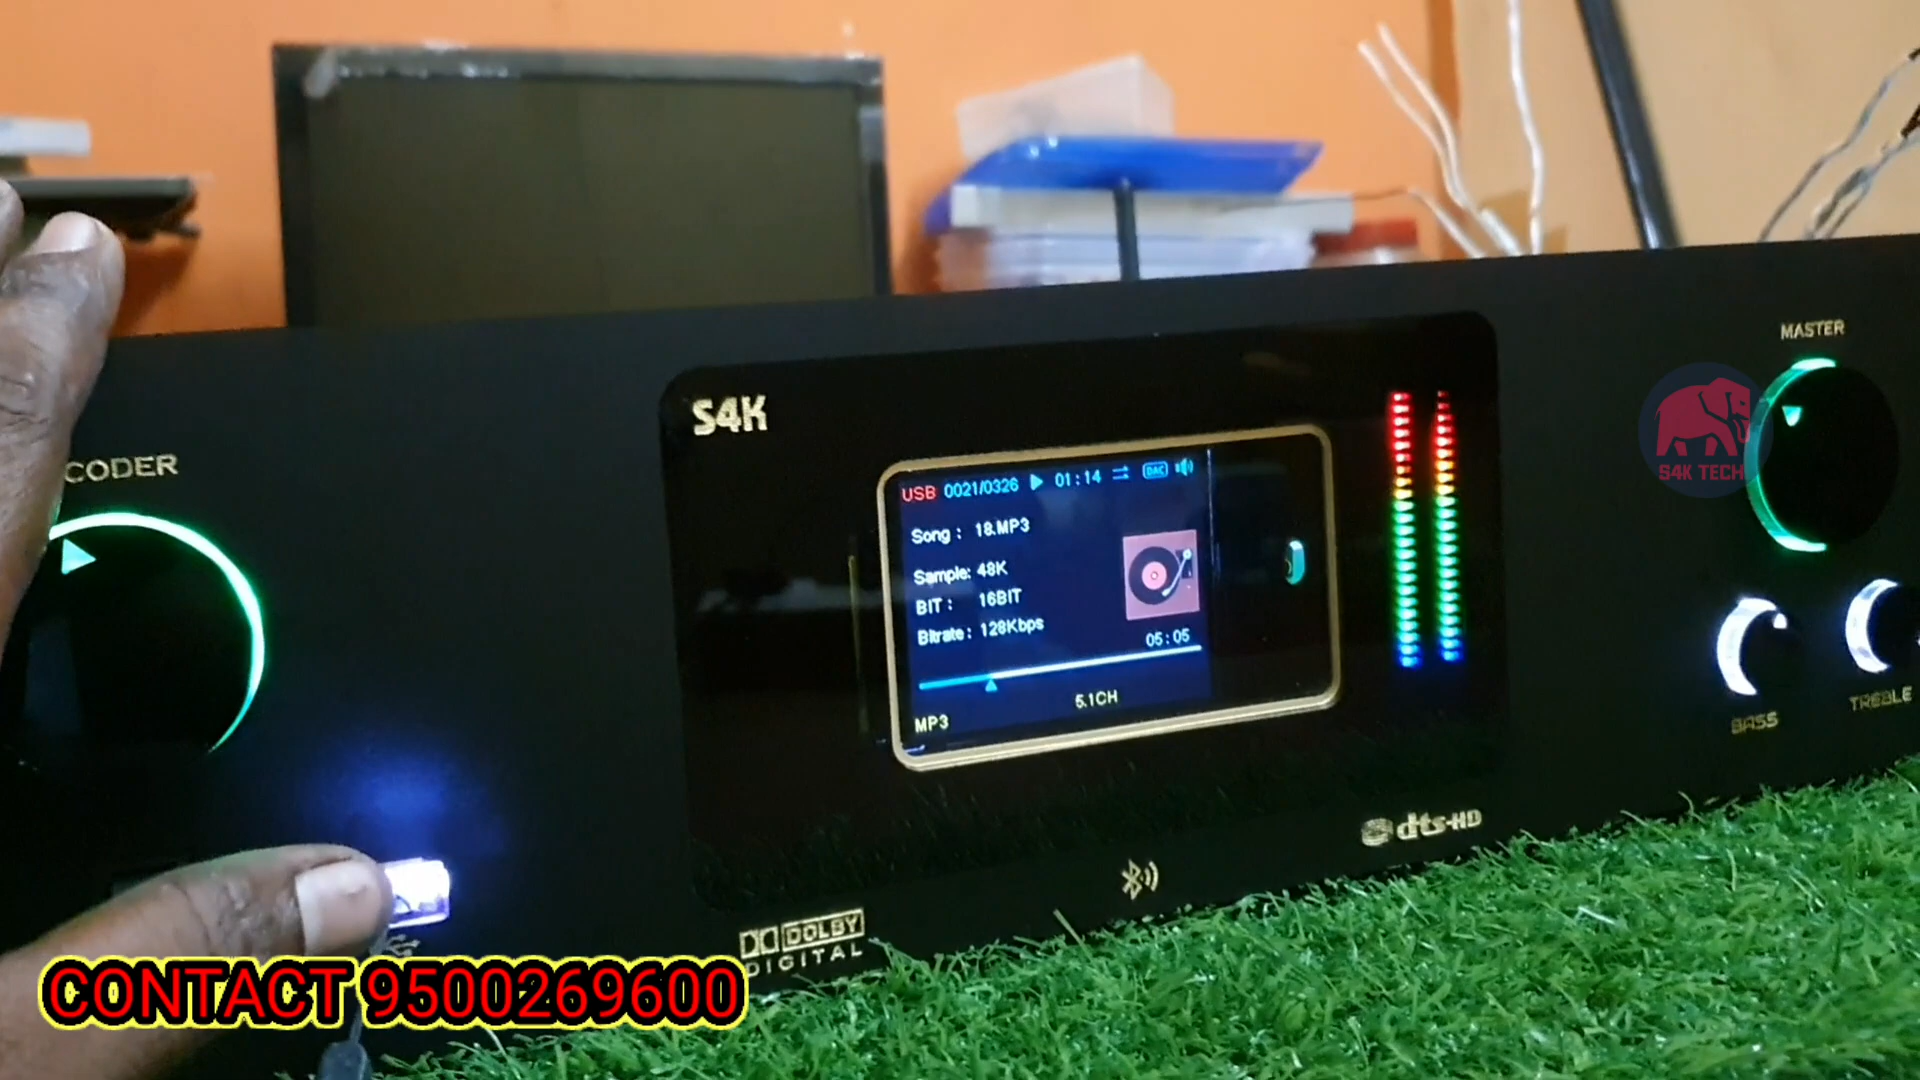 MASTER
S4K
CODER
USB 0021/0326 01:14 DAC
Song : 18.MP3
Sample: 48K
BIT : 16BIT
Bitrate : 128Kbps
05:05
5.1CH
MP3
S4K TECH
BASS
TREBLE
dts-HD
DOLBY
DIGITAL
CONTACT 9500269600